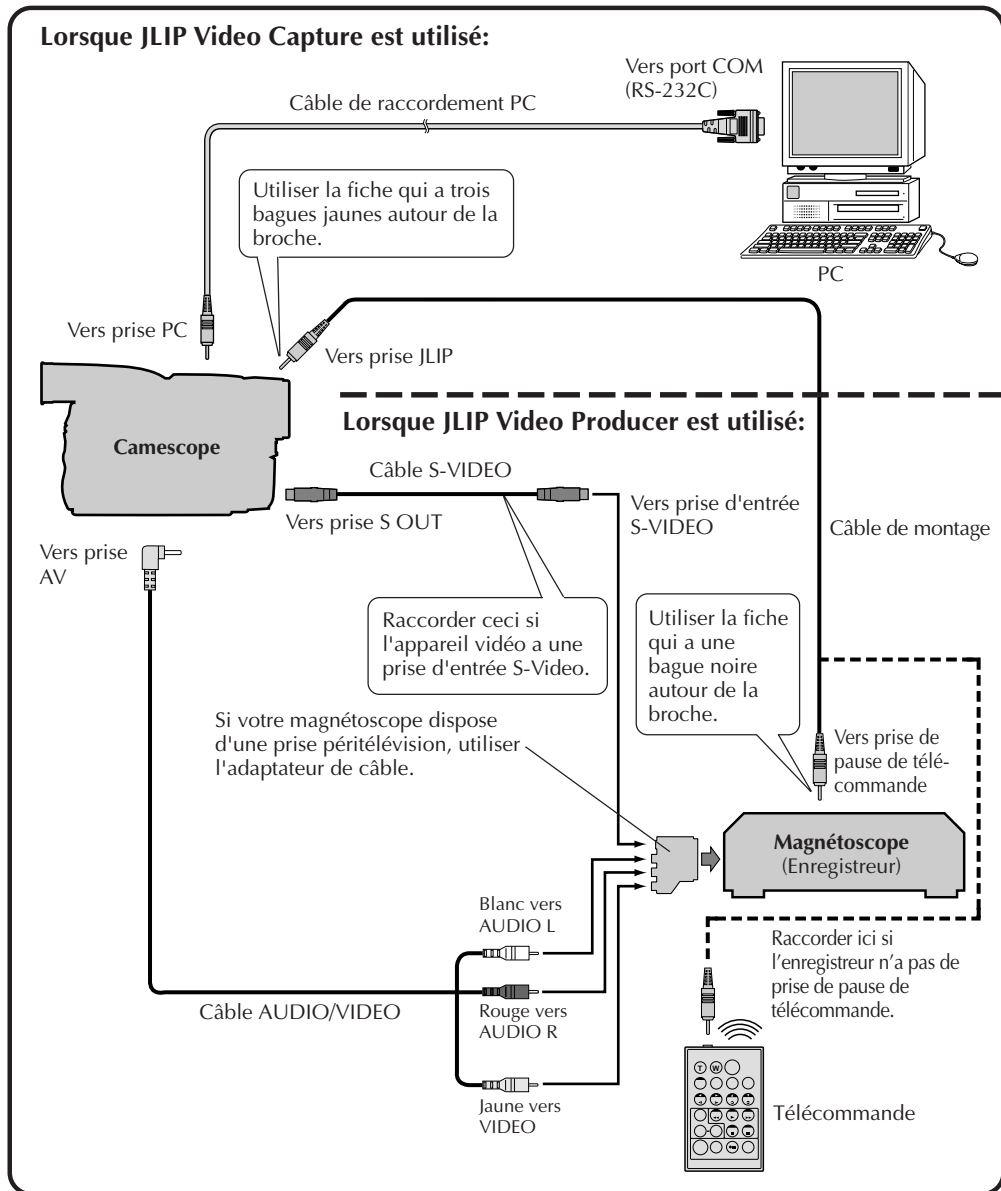 Lorsque JLIP Video Capture est utilisé:
Vers port COM
(RS-232C)
Câble de raccordement PC
Utiliser la fiche qui a trois
bagues jaunes autour de la
broche.
PC
Vers prise PC
Vers prise JLIP
Lorsque JLIP Video Producer est utilisé:
Camescope
Câble S-VIDEO
Vers prise S OUT
Vers prise d'entrée
S-VIDEO
Câble de montage
Vers prise
AV
Raccorder ceci si
l'appareil vidéo a une
prise d'entrée S-Video.
Utiliser la fiche
qui a une
bague noire
autour de la
broche.
Si votre magnétoscope dispose
d'une prise péritélévision, utiliser
l'adaptateur de câble.
Vers prise de
pause de télé-
commande
Magnétoscope
(Enregistreur)
Blanc vers
AUDIO L
Raccorder ici si
l'enregistreur n'a pas de
prise de pause de
télécommande.
Câble AUDIO/VIDEO
Rouge vers
AUDIO R
T W
Jaune vers
VIDEO
Télécommande